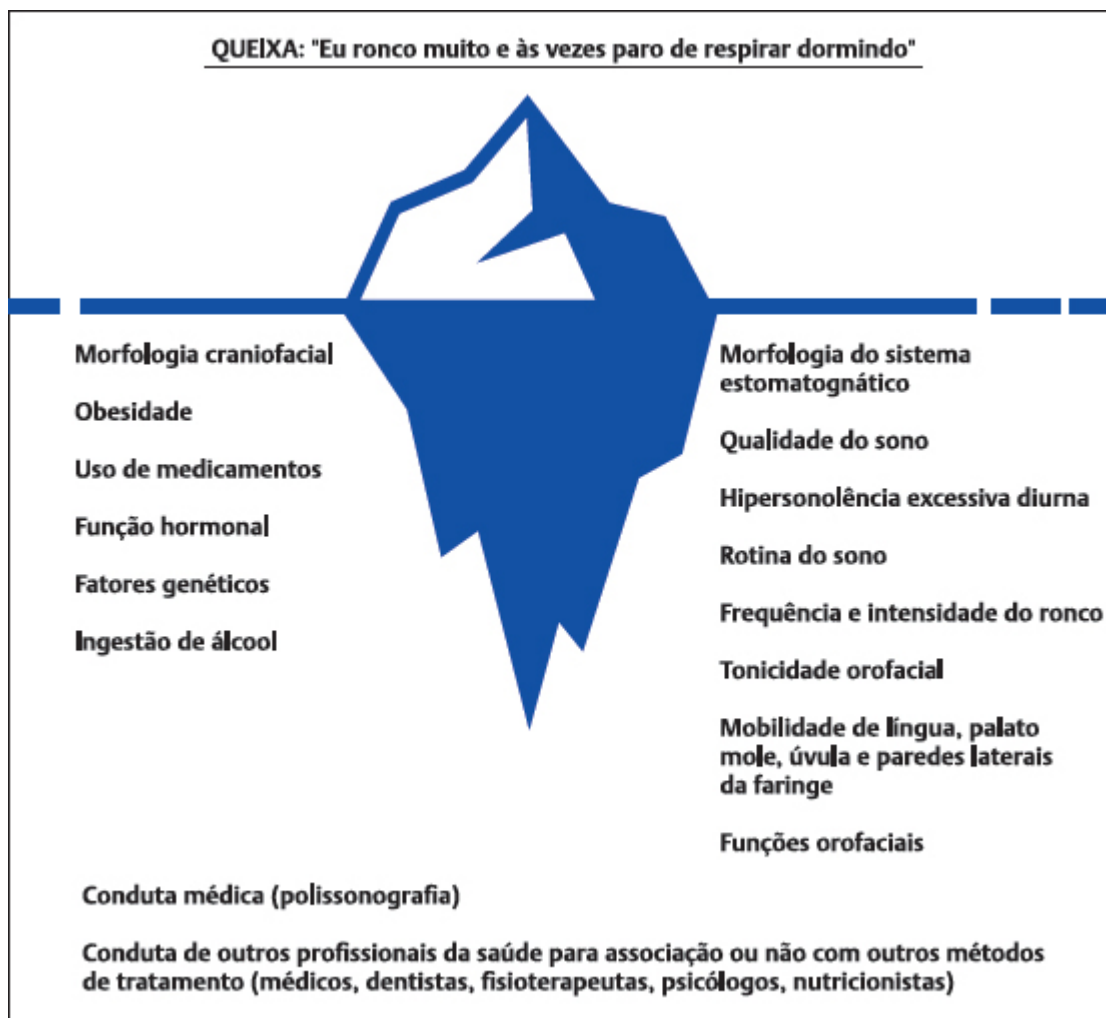 QUEIXA: "Eu ronco muito e às vezes paro de respirar dormindo"
Morfologia craniofacial
Obesidade
Uso de medicamentos
Função hormonal
Fatores genéticos
Ingestão de álcool
Morfologia do sistema
estomatognático
Qualidade do sono
Hipersonolência excessiva diurna
Rotina do sono
Frequência e intensidade do ronco
Tonicidade orofacial
Mobilidade de língua, palato
mole, úvula e paredes laterais
da faringe
Funções orofaciais
Conduta médica (polissonografia)
Conduta de outros profissionais da saúde para associação ou não com outros métodos
de tratamento (médicos, dentistas, fisioterapeutas, psicólogos, nutricionistas)